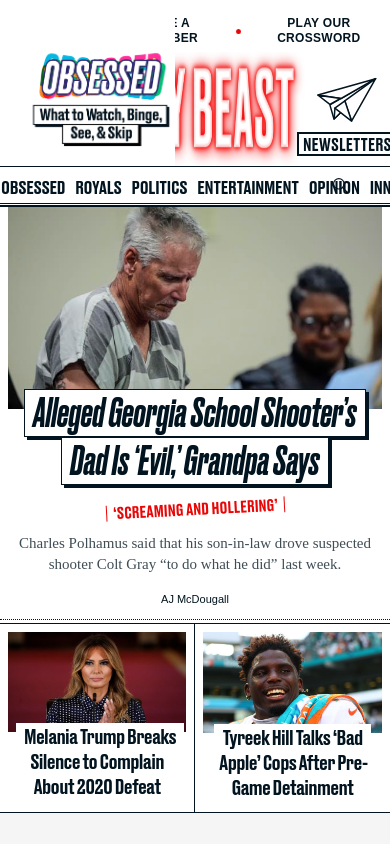 E A
BER
PLAY OUR
CROSSWORD
OBSESSED
What to Watch, Binge,
See, & Skip
Y BEAST
NEWSLETTERS
OBSESSED ROYALS POLITICS ENTERTAINMENT OPINION INN
Alleged Georgia School Shooter’s
Dad Is ‘Evil,’ Grandpa Says
‘SCREAMING AND HOLLERING’
Charles Polhamus said that his son-in-law drove suspected
shooter Colt Gray “to do what he did” last week.
AJ McDougall
Melania Trump Breaks
Silence to Complain
About 2020 Defeat
Tyreek Hill Talks ‘Bad
Apple’ Cops After Pre-
Game Detainment